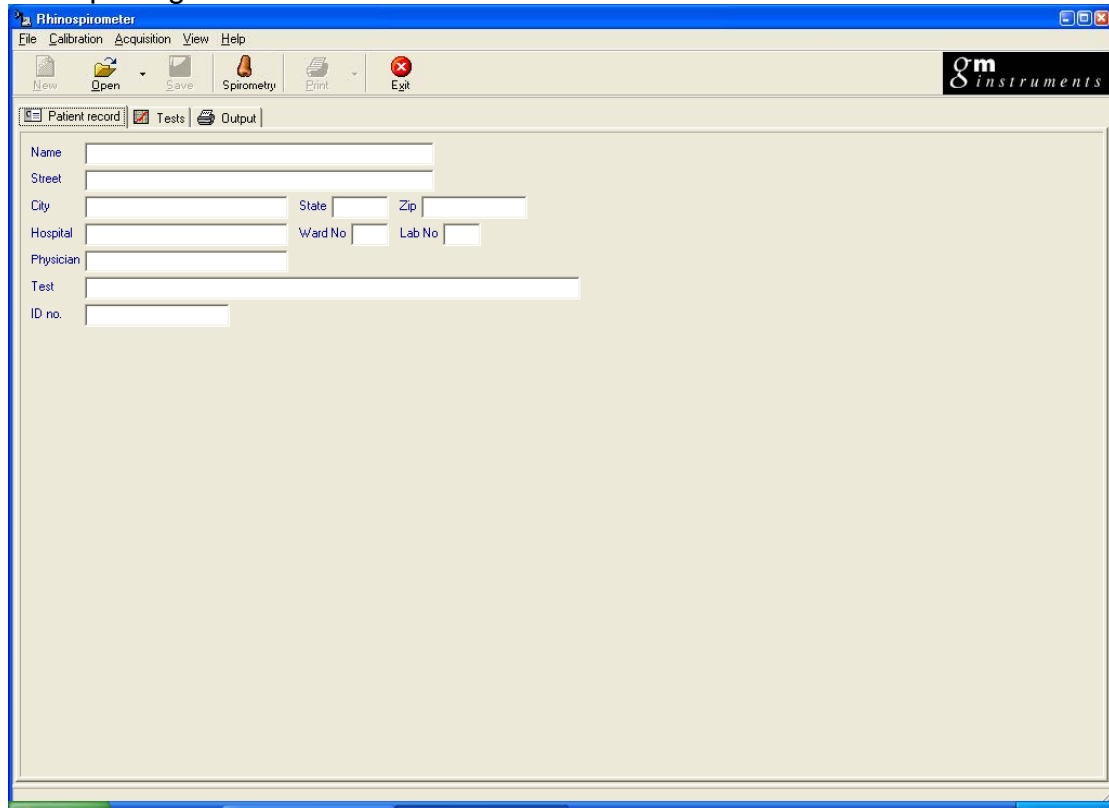 Rhinospirometer
File Calibration Acquisition View Help
New Open Save Spirometry Print Exit
gm instruments
Patient record Tests Output
Name
Street
City State Zip
Hospital Ward No Lab No
Physician
Test
ID no.